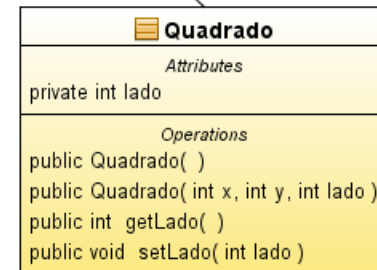 Quadrado
Attributes
private int lado
Operations
public Quadrado( )
public Quadrado( int x, int y, int lado )
public int getLado( )
public void setLado( int lado )